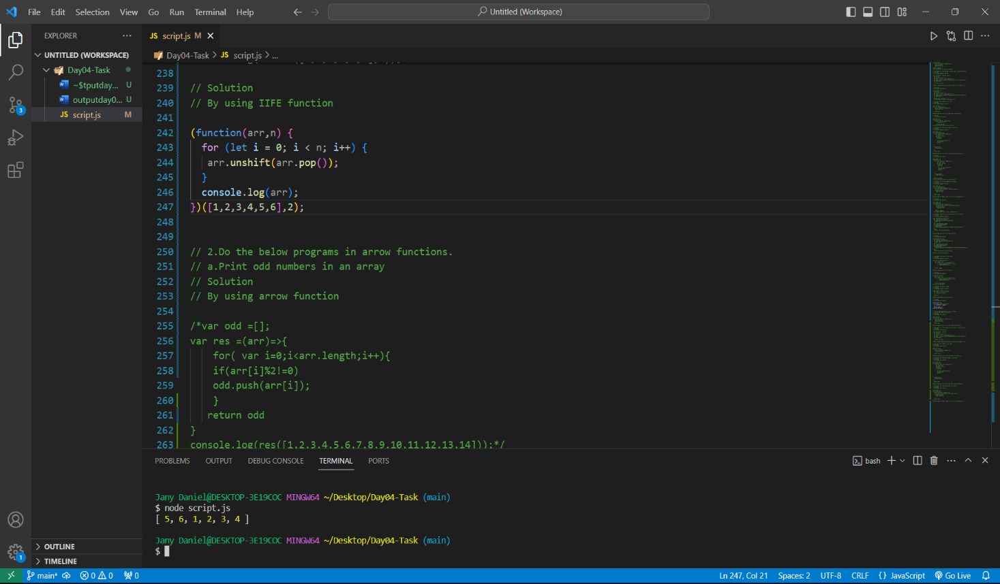 File Edit Selection View Go Run Terminal Help
Untitled (Workspace)
EXPLORER
JS script.js M
UNTITLED (WORKSPACE)
Day04-Task
~$tputday... U
outputday0... U
JS script.js M
Day04-Task > JS script.js > ...
238
239 // Solution
240 // By using IIFE function
241
242 (function(arr,n) {
243 for (let i = 0; i < n; i++) {
244 arr.unshift(arr.pop());
245 }
246 console.log(arr);
247 })([1,2,3,4,5,6],2);
248
249
250 // 2.Do the below programs in arrow functions.
251 // a.Print odd numbers in an array
252 // Solution
253 // By using arrow function
254
255 /*var odd =[];
256 var res =(arr)=>{
257 for( var i=0;i<arr.length;i++){
258 if(arr[i]%2!=0)
259 odd.push(arr[i]);
260 }
261 return odd
262 }
263 console.log(res([1,2,3,4,5,6,7,8,9,10,11,12,13,14]));*/
PROBLEMS OUTPUT DEBUG CONSOLE TERMINAL PORTS
bash
Jany Daniel@DESKTOP-3E19COC MINGW64 ~/Desktop/Day04-Task (main)
$ node script.js
[ 5, 6, 1, 2, 3, 4 ]
Jany Daniel@DESKTOP-3E19COC MINGW64 ~/Desktop/Day04-Task (main)
$
3
1
OUTLINE
TIMELINE
main* 0 0 0
Ln 247, Col 21 Spaces: 2 UTF-8 CRLF {} JavaScript Go Live